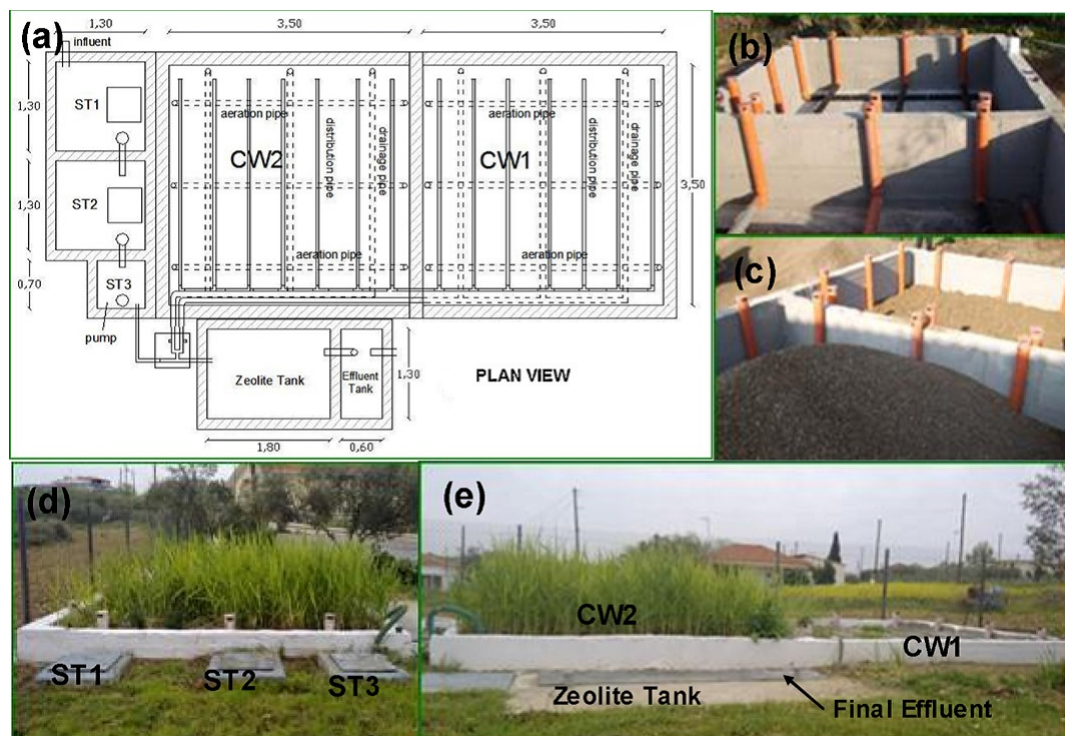 (a)
1,30
3,50
3,50
influent
ST1
1,30
aeration pipe
distribution pipe
drainage pipe
aeration pipe
distribution pipe
drainage pipe
CW2
CW1
3,50
ST2
1,30
aeration pipe
aeration pipe
ST3
0,70
pump
Zeolite Tank
Effluent
Tank
1,30
PLAN VIEW
1,80
0,60
(b)
(c)
(d)
ST1
ST2
ST3
(e)
CW2
CW1
Zeolite Tank
Final Effluent